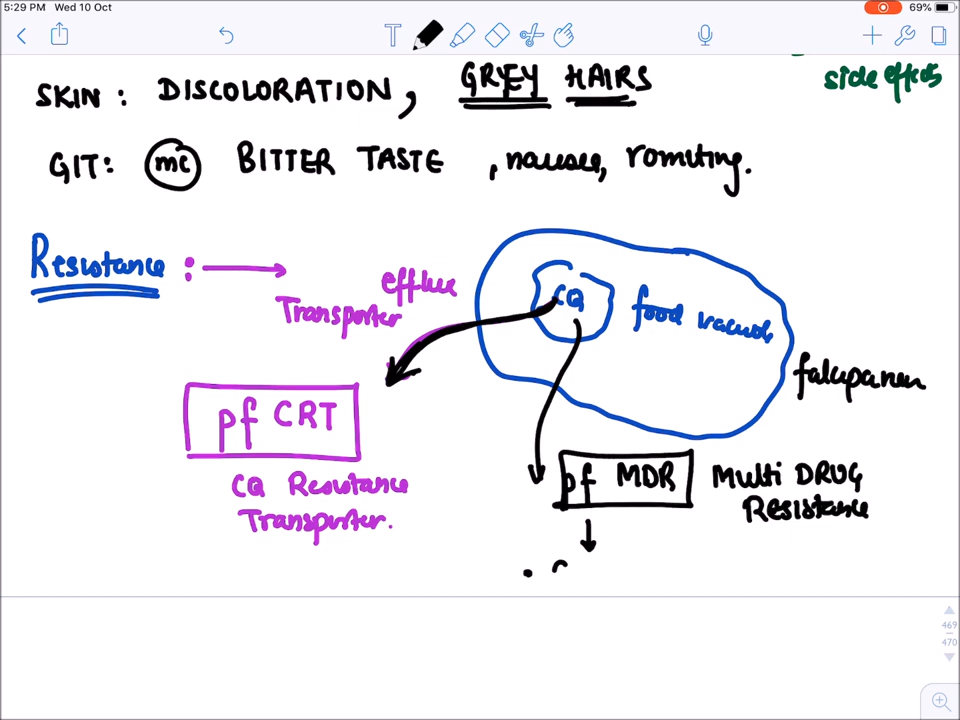 5:29 PM Wed 10 Oct
69%
T
side effects
SKIN : DISCOLORATION, GREY HAIRS
GIT: mc BITTER TASTE , nausea, vomiting.
Resistance :
efflux
Transporter
CQ
food vacuole
falciparum
pf CRT
CQ Resistance
Transporter.
pf MDR
Multi DRUG
Resistance
469
470